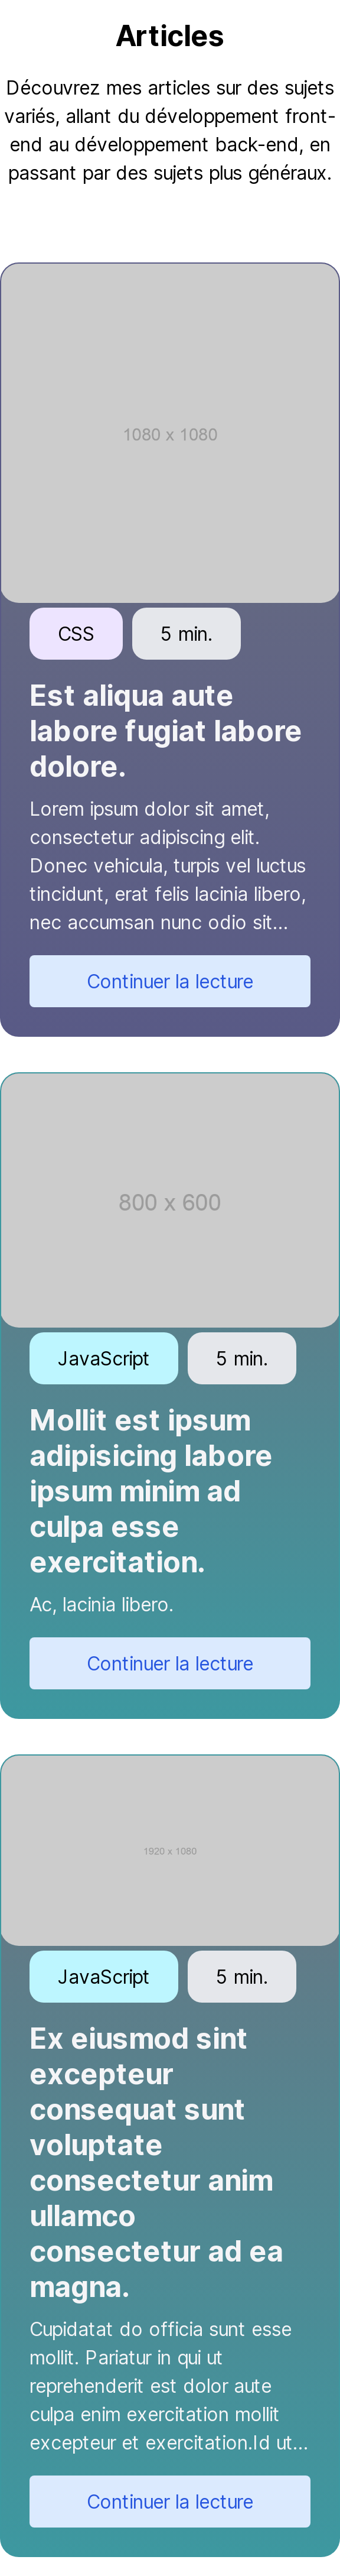 Articles
Découvrez mes articles sur des sujets
variés, allant du développement front-
end au développement back-end, en
passant par des sujets plus généraux.
1080 x 1080
CSS
5 min.
Est aliqua aute
labore fugiat labore
dolore.
Lorem ipsum dolor sit amet,
consectetur adipiscing elit.
Donec vehicula, turpis vel luctus
tincidunt, erat felis lacinia libero,
nec accumsan nunc odio sit...
Continuer la lecture
800 x 600
JavaScript
5 min.
Mollit est ipsum
adipisicing labore
ipsum minim ad
culpa esse
exercitation.
Ac, lacinia libero.
Continuer la lecture
1920 x 1080
JavaScript
5 min.
Ex eiusmod sint
excepteur
consequat sunt
voluptate
consectetur anim
ullamco
consectetur ad ea
magna.
Cupidatat do officia sunt esse
mollit. Pariatur in qui ut
reprehenderit est dolor aute
culpa enim exercitation mollit
excepteur et exercitation.Id ut...
Continuer la lecture